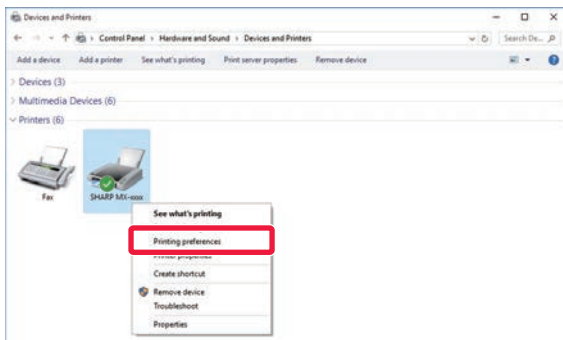 Devices and Printers
Control Panel › Hardware and Sound › Devices and Printers
Search De...
Add a device Add a printer See what's printing Print server properties Remove device
Devices (3)
Multimedia Devices (6)
Printers (6)
Fax
SHARP MX-xxxx
See what's printing
Printing preferences
Printer properties
Create shortcut
Remove device
Troubleshoot
Properties